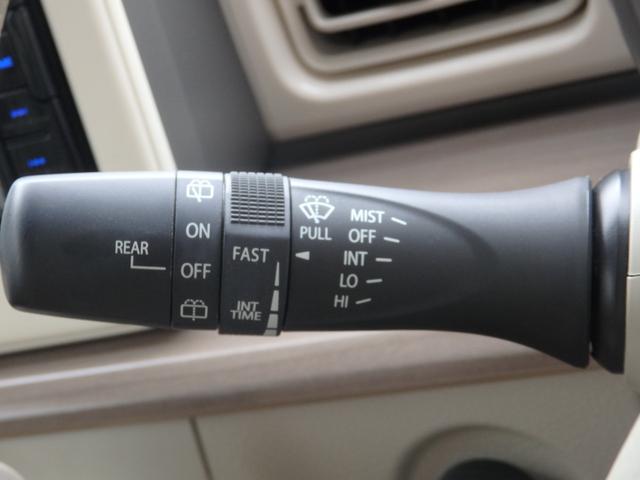 REAR
ON
OFF
FAST
INT
TIME
PULL
MIST
OFF
INT
LO
HI